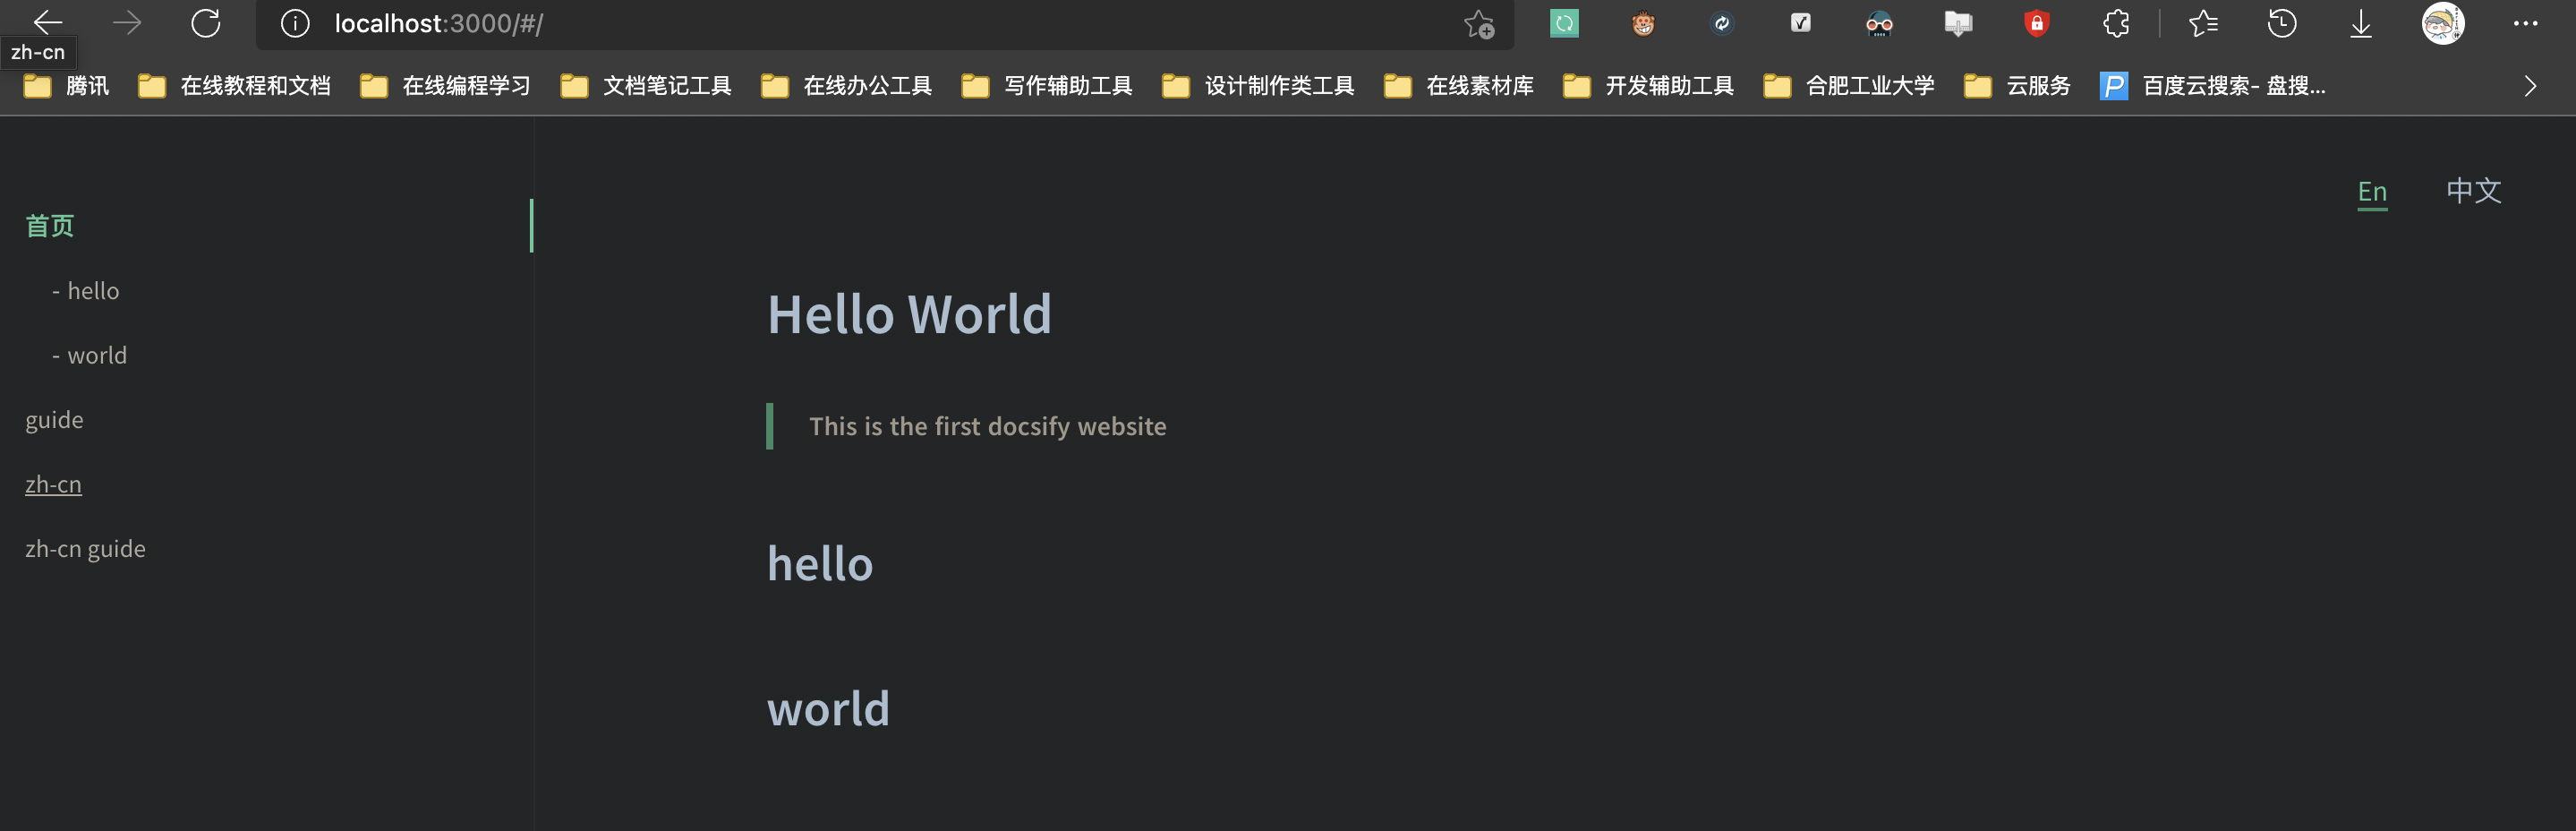 localhost:3000/#/
zh-cn
腾讯 在线教程和文档 在线编程学习 文档笔记工具 在线办公工具 写作辅助工具 设计制作类工具 在线素材库 开发辅助工具 合肥工业大学 云服务 P 百度云搜索- 盘搜...
En 中文
首页
- hello
- world
guide
zh-cn
zh-cn guide
Hello World
This is the first docsify website
hello
world